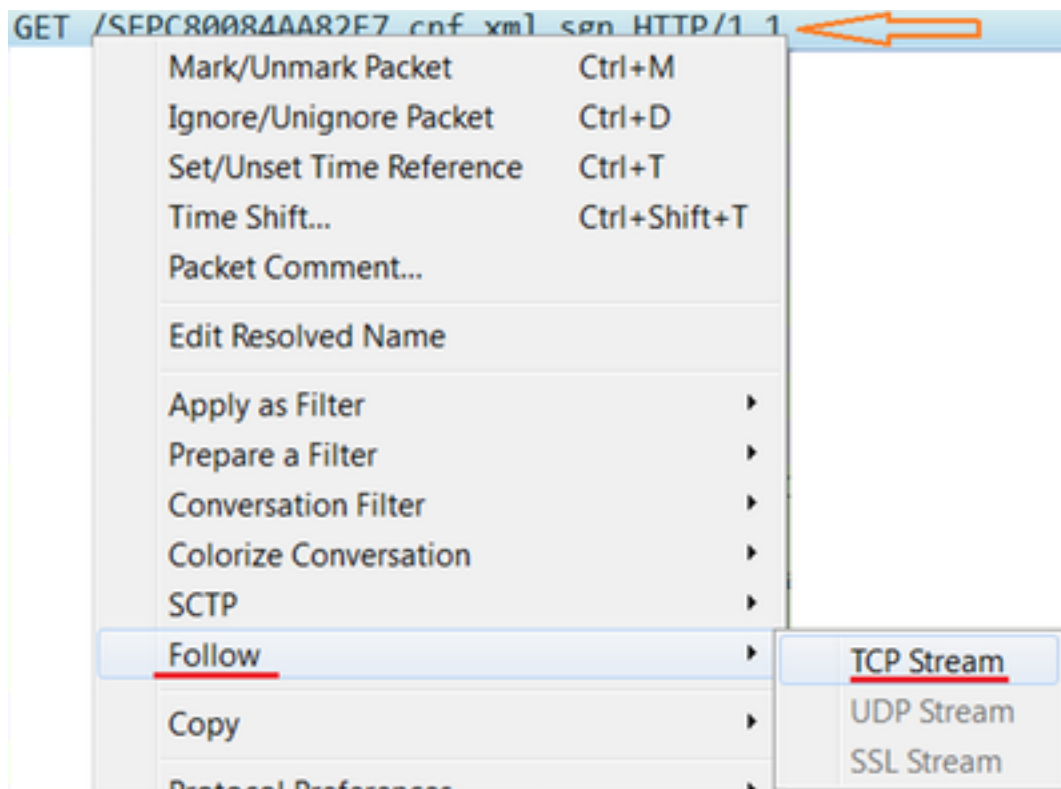 GET /SEPC80084AA82E7.cnf.xml.sgn HTTP/1.1
Mark/Unmark Packet Ctrl+M
Ignore/Unignore Packet Ctrl+D
Set/Unset Time Reference Ctrl+T
Time Shift... Ctrl+Shift+T
Packet Comment...
Edit Resolved Name
Apply as Filter
Prepare a Filter
Conversation Filter
Colorize Conversation
SCTP
Follow
TCP Stream
UDP Stream
SSL Stream
Copy
Protocol Preferences